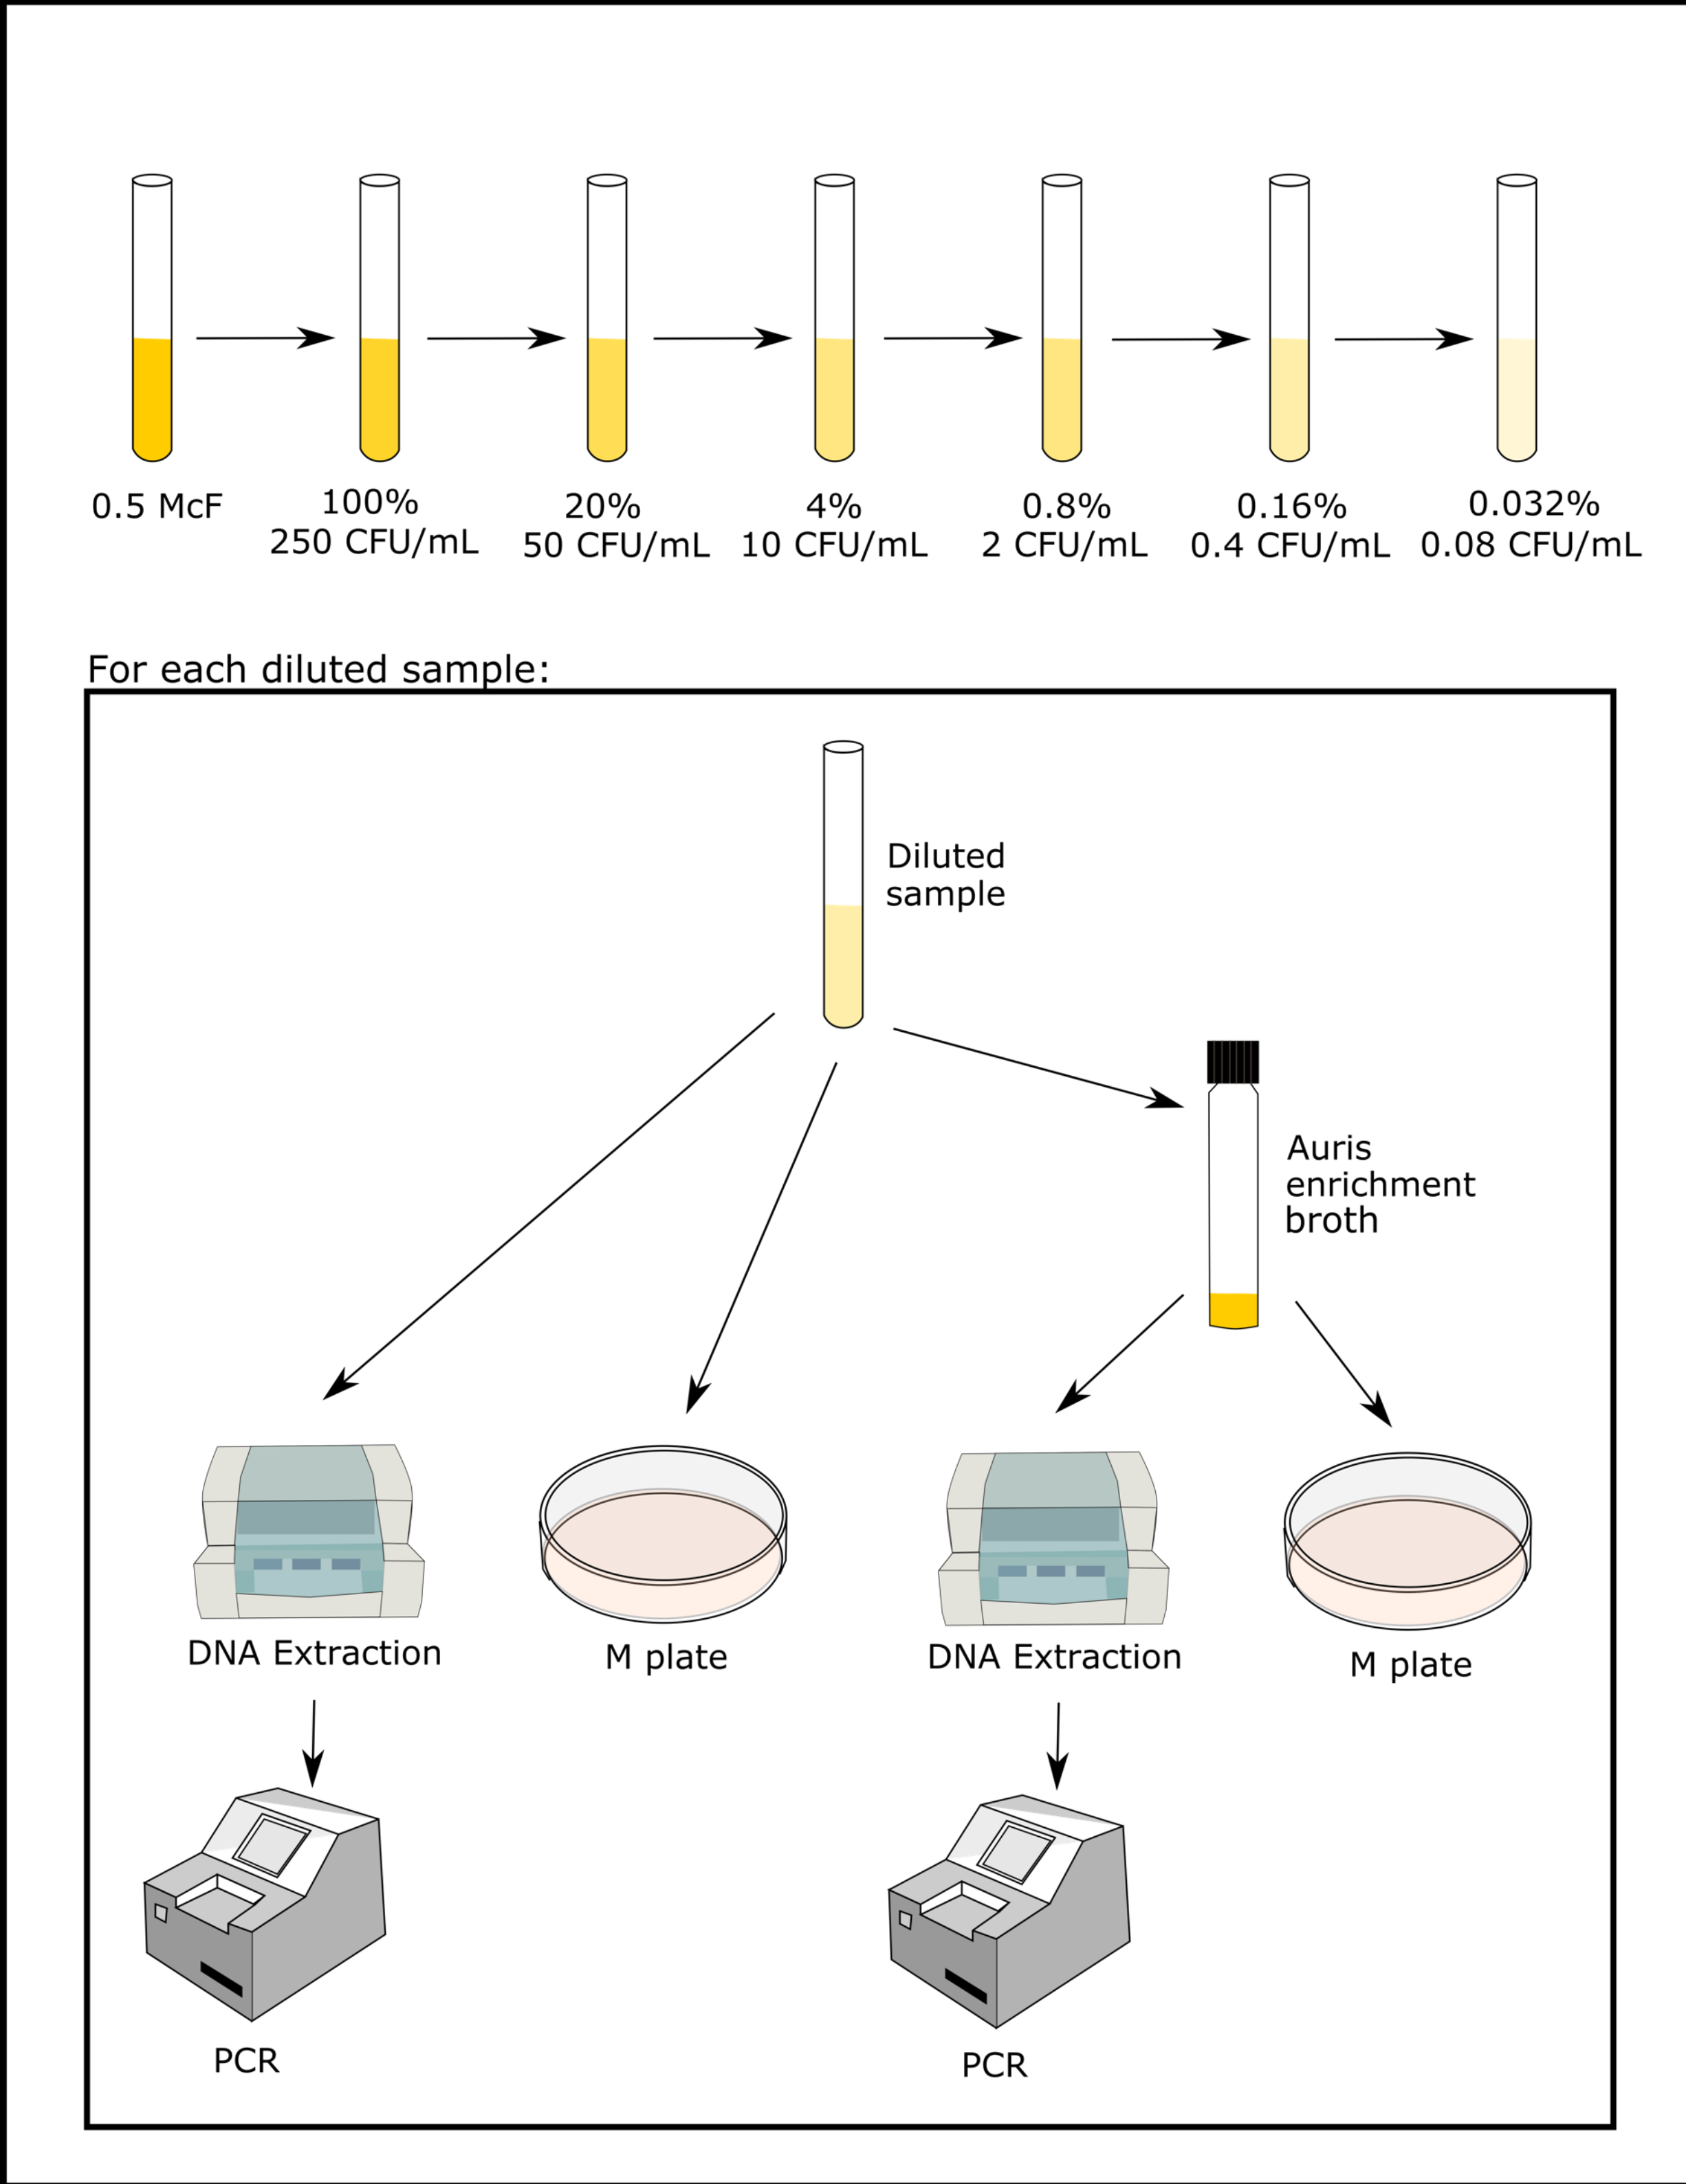 0.5 McF
100%
250 CFU/mL
20%
50 CFU/mL
4%
10 CFU/mL
0.8%
2 CFU/mL
0.16%
0.4 CFU/mL
0.032%
0.08 CFU/mL
For each diluted sample:
Diluted
sample
Auris
enrichment
broth
DNA Extraction
M plate
DNA Extraction
M plate
PCR
PCR